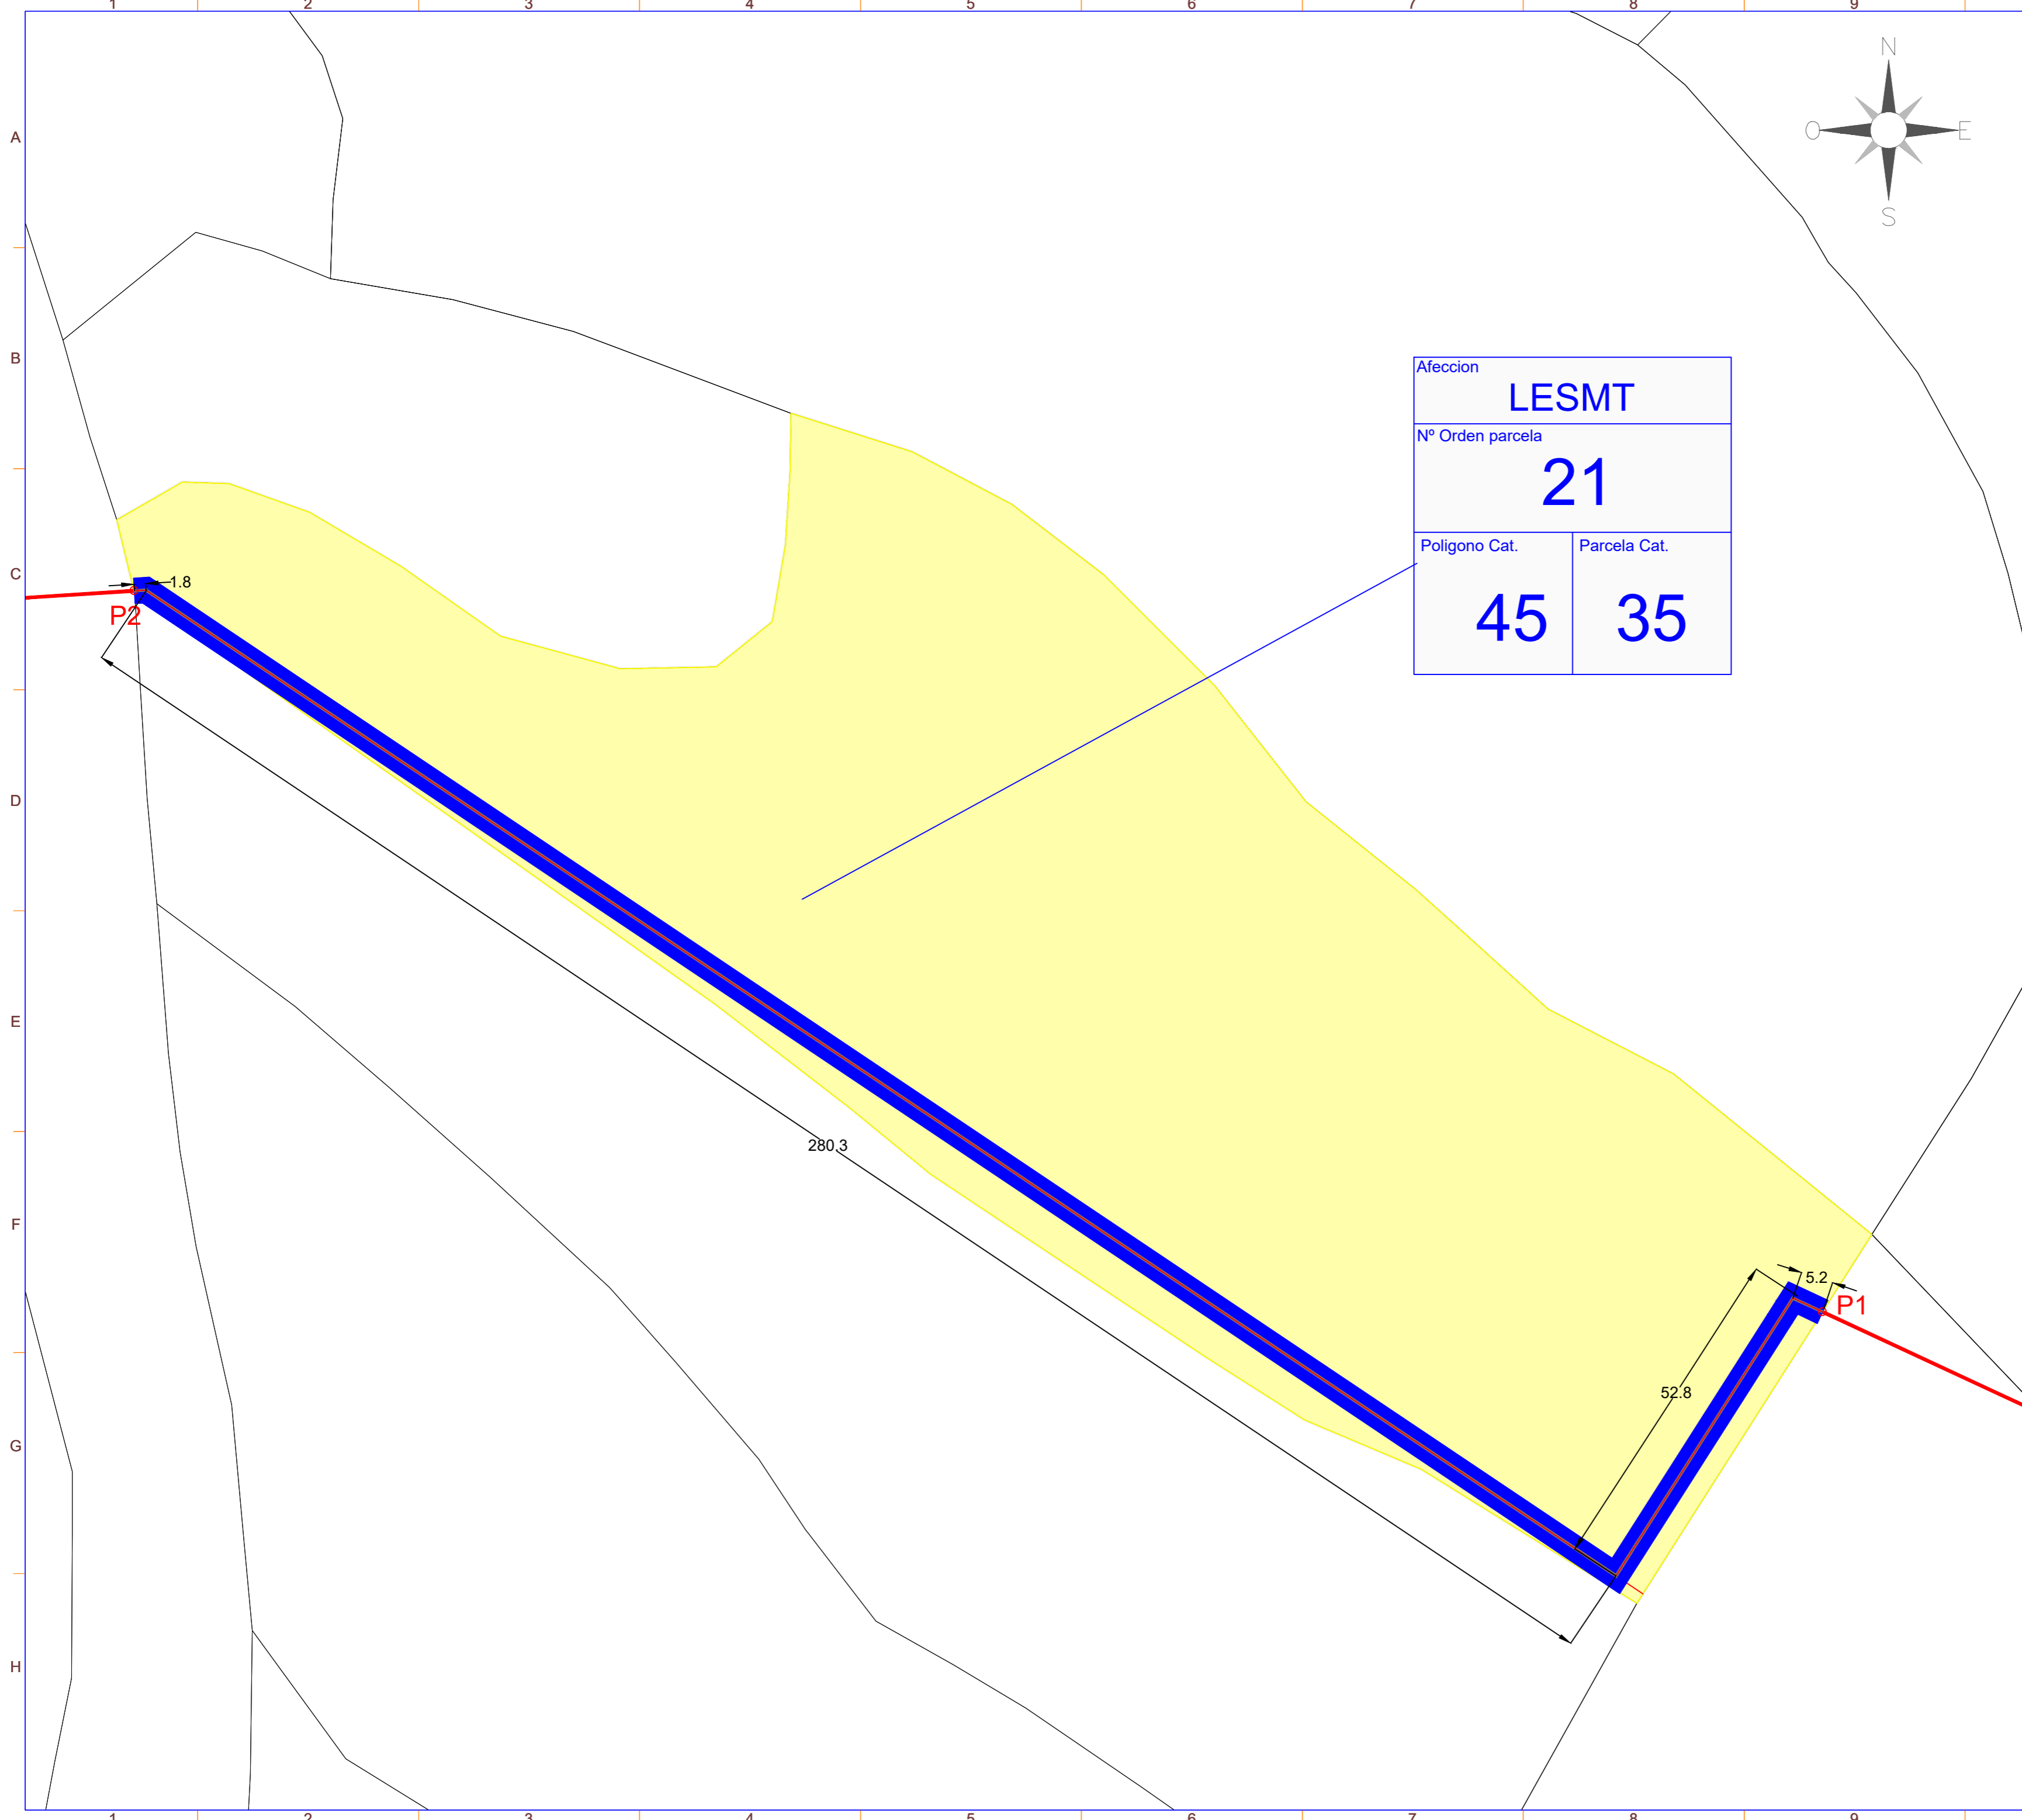 1 2 3 4 5 6 7 8 9
N
O E
S
A
B
C
D
E
F
G
H
Afeccion
LESMT
Nº Orden parcela
21
Poligono Cat. Parcela Cat.
45 35
1.8
P2
280.3
5.2
P1
52.8
1 2 3 4 5 6 7 8 9